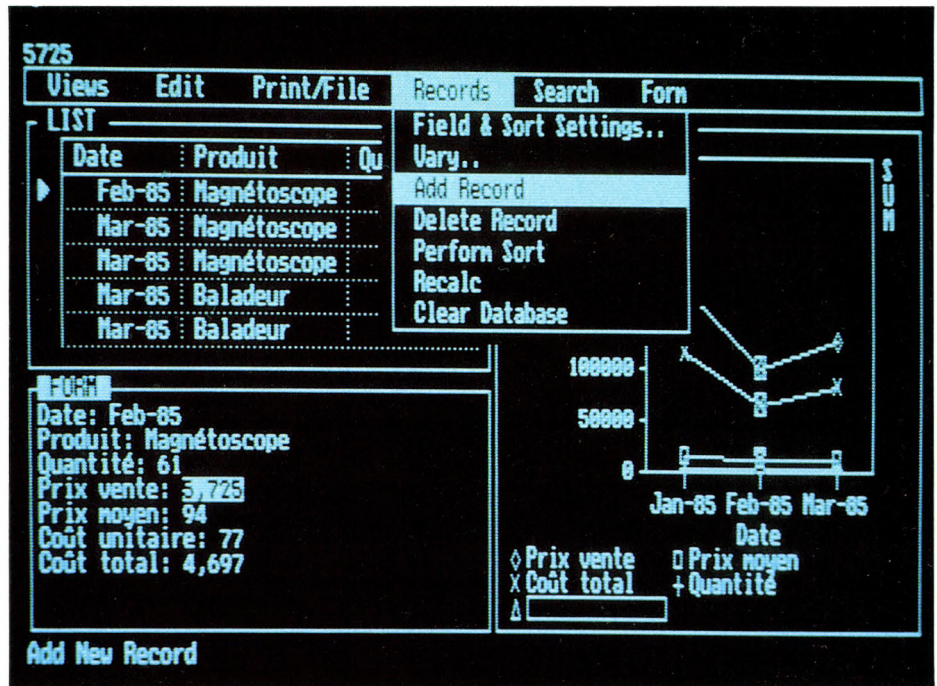 5725
Views Edit Print/File Records Search Form
LIST
Date Produit Qu
Feb-85 Magnétoscope
Mar-85 Magnétoscope
Mar-85 Magnétoscope
Mar-85 Baladeur
Mar-85 Baladeur
Field & Sort Settings..
Vary..
Add Record
Delete Record
Perform Sort
Recalc
Clear Database
SUM
100000
50000
0
Jan-85 Feb-85 Mar-85
Date
◊ Prix vente □ Prix moyen
X Coût total + Quantité
Δ
FORM
Date: Feb-85
Produit: Magnétoscope
Quantité: 61
Prix vente: 5,725
Prix moyen: 94
Coût unitaire: 77
Coût total: 4,697
Add New Record